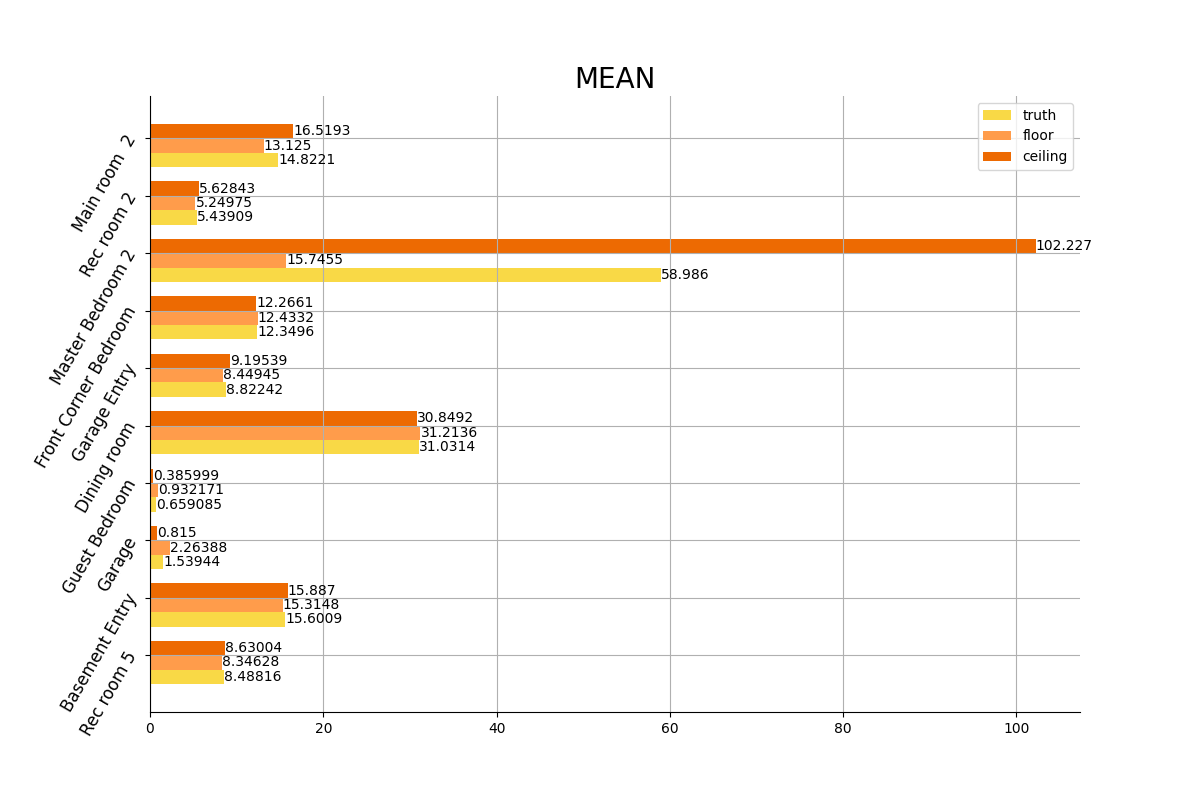 MEAN
truth
floor
ceiling
Main room  2
16.5193
13.125
14.8221
Rec room 2
5.62843
5.24975
5.43909
Master Bedroom 2
102.227
15.7455
58.986
Front Corner Bedroom
12.2661
12.4332
12.3496
Garage Entry
9.19539
8.44945
8.82242
Dining room
30.8492
31.2136
31.0314
Guest Bedroom
0.385999
0.932171
0.659085
Garage
0.815
2.26388
1.53944
Basement Entry
15.887
15.3148
15.6009
Rec room 5
8.63004
8.34628
8.48816
0 20 40 60 80 100